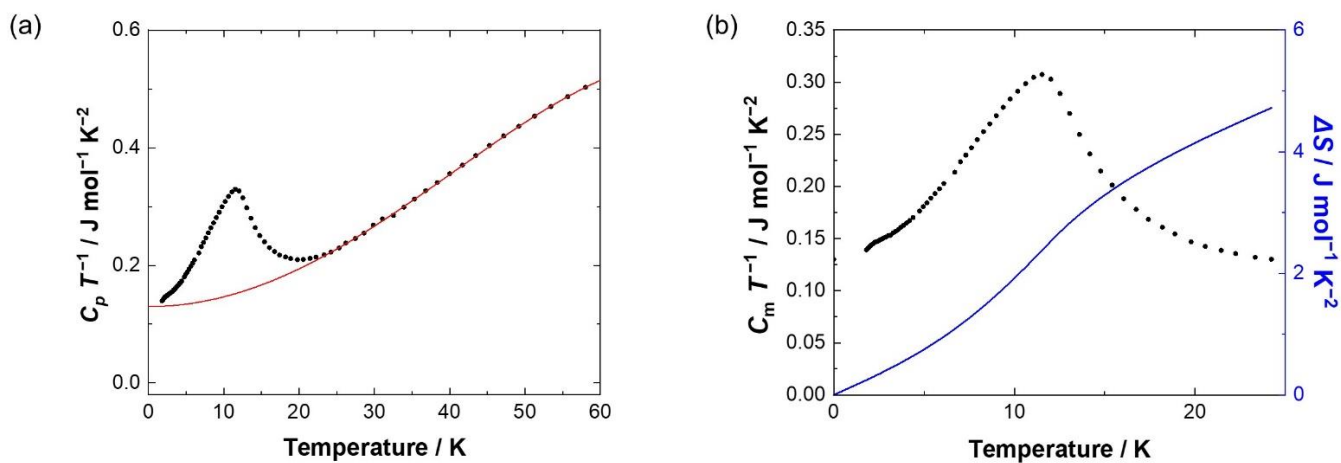 (a)
0.6
0.4
0.2
0.0
C_p T⁻¹ / J mol⁻¹ K⁻²
0 10 20 30 40 50 60
Temperature / K
(b)
0.35
0.30
0.25
0.20
0.15
0.10
0.05
0.00
C_m T⁻¹ / J mol⁻¹ K⁻²
0 10 20
Temperature / K
6
4
2
0
ΔS / J mol⁻¹ K⁻²